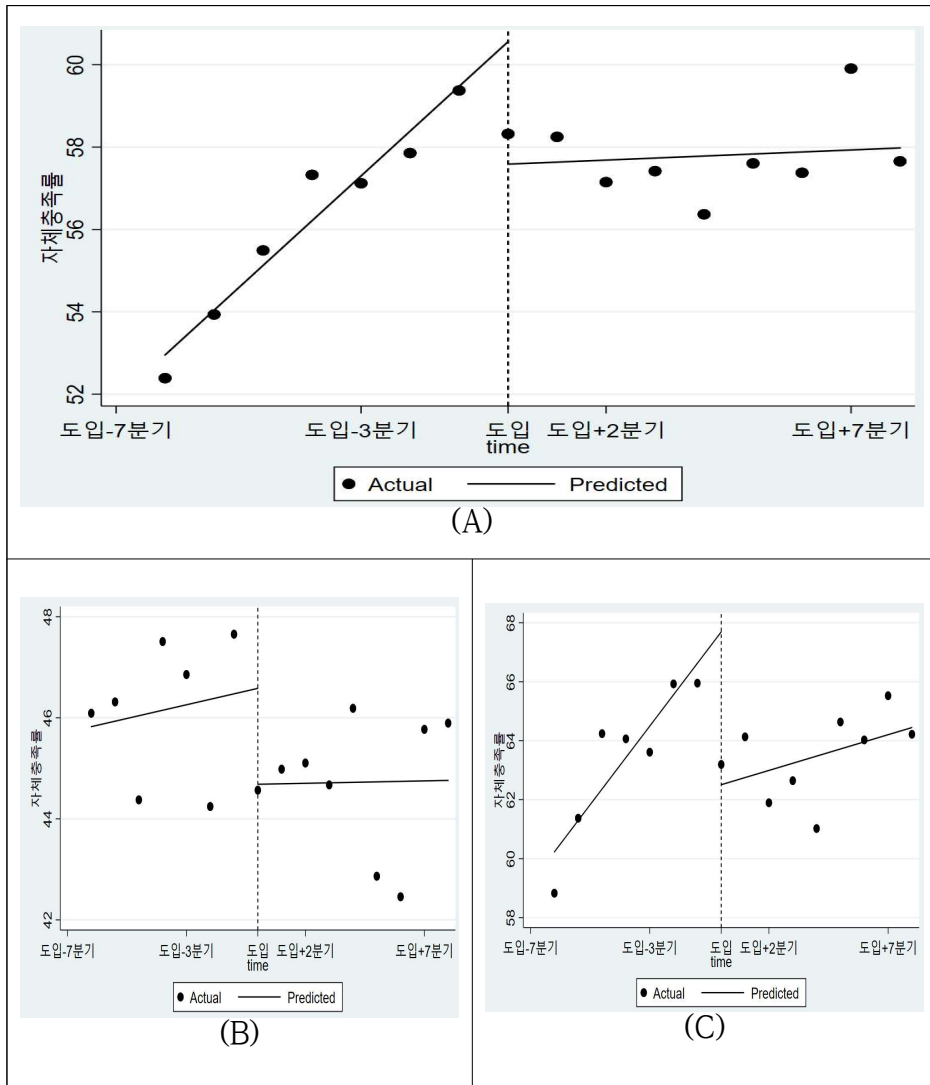 60
58
56
54
52
자체충족률
도입-7분기
도입-3분기
도입
도입+2분기
도입+7분기
time
Actual
Predicted
(A)
48
46
44
42
자체충족률
도입-7분기
도입-3분기
도입
도입+2분기
도입+7분기
time
Actual
Predicted
(B)
68
66
64
62
60
58
자체충족률
도입-7분기
도입-3분기
도입
도입+2분기
도입+7분기
time
Actual
Predicted
(C)